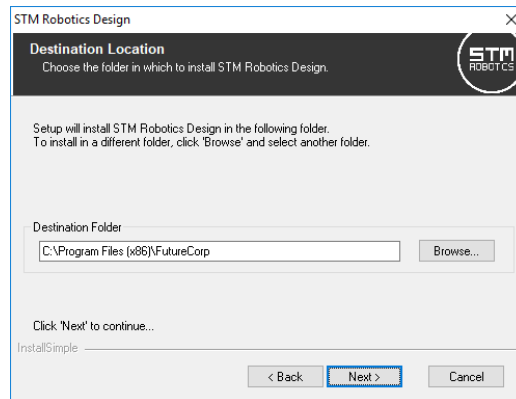 STM Robotics Design
Destination Location
Choose the folder in which to install STM Robotics Design.
STM
ROBOTCS
Setup will install STM Robotics Design in the following folder.
To install in a different folder, click 'Browse' and select another folder.
Destination Folder
C:\Program Files (x86)\FutureCorp
Browse...
Click 'Next' to continue...
InstallSimple
< Back
Next >
Cancel